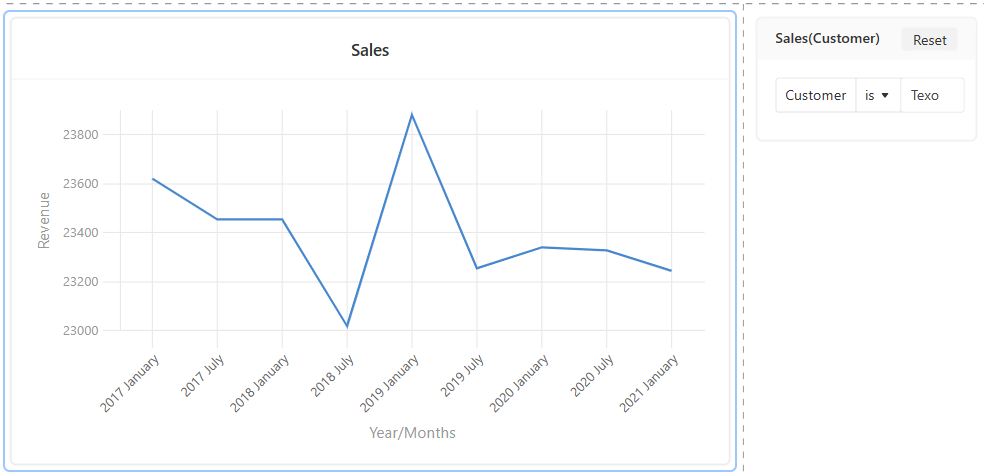 Sales
23800
23600
23400
23200
23000
Revenue
2017 January
2017 July
2018 January
2018 July
2019 January
2019 July
2020 January
2020 July
2021 January
Year/Months
Sales(Customer) Reset
Customer is Texo